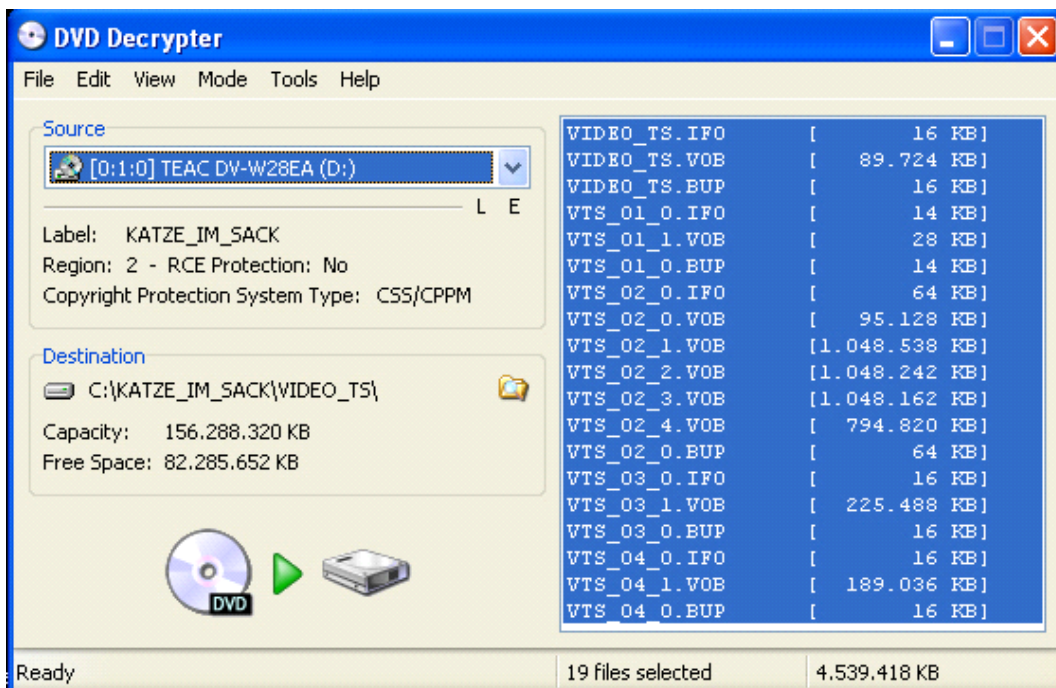 DVD Decrypter
File Edit View Mode Tools Help
Source
[0:1:0] TEAC DV-W28EA (D:)
L E
Label: KATZE_IM_SACK
Region: 2 - RCE Protection: No
Copyright Protection System Type: CSS/CPPM
Destination
C:\KATZE_IM_SACK\VIDEO_TS\
Capacity: 156.288.320 KB
Free Space: 82.285.652 KB
DVD
VIDEO_TS.IFO [ 16 KB]
VIDEO_TS.VOB [ 89.724 KB]
VIDEO_TS.BUP [ 16 KB]
VTS_01_0.IFO [ 14 KB]
VTS_01_1.VOB [ 28 KB]
VTS_01_0.BUP [ 14 KB]
VTS_02_0.IFO [ 64 KB]
VTS_02_0.VOB [ 95.128 KB]
VTS_02_1.VOB [1.048.538 KB]
VTS_02_2.VOB [1.048.242 KB]
VTS_02_3.VOB [1.048.162 KB]
VTS_02_4.VOB [ 794.820 KB]
VTS_02_0.BUP [ 64 KB]
VTS_03_0.IFO [ 16 KB]
VTS_03_1.VOB [ 225.488 KB]
VTS_03_0.BUP [ 16 KB]
VTS_04_0.IFO [ 16 KB]
VTS_04_1.VOB [ 189.036 KB]
VTS_04_0.BUP [ 16 KB]
Ready 19 files selected 4.539.418 KB